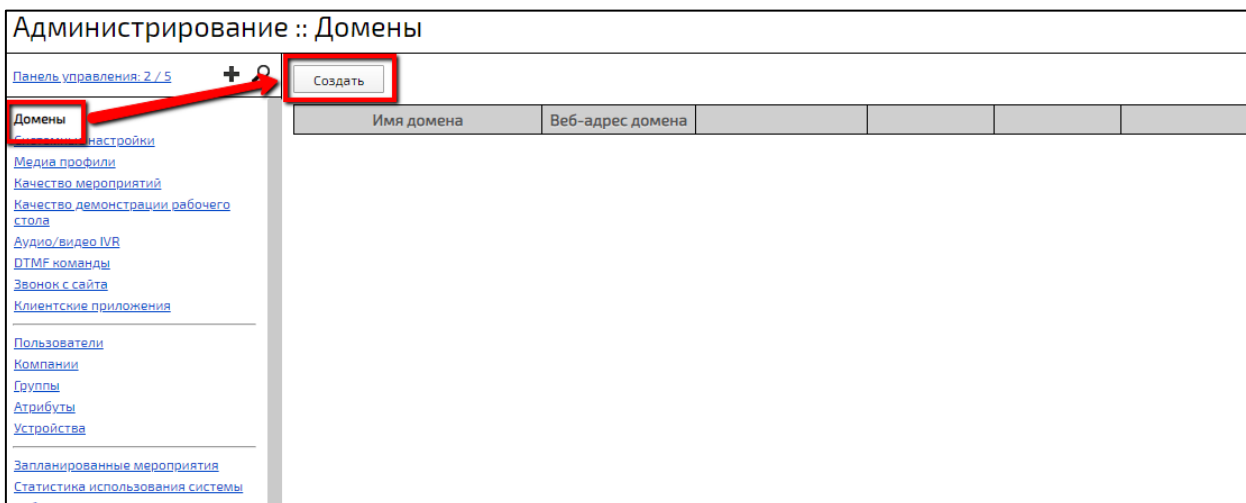 Администрирование :: Домены
Панель управления: 2 / 5
Создать
Домены
Имя домена
Веб-адрес домена
Системные настройки
Медиа профили
Качество мероприятий
Качество демонстрации рабочего
стола
Аудио/видео IVR
DTMF команды
Звонок с сайта
Клиентские приложения
Пользователи
Компании
Группы
Атрибуты
Устройства
Запланированные мероприятия
Статистика использования системы